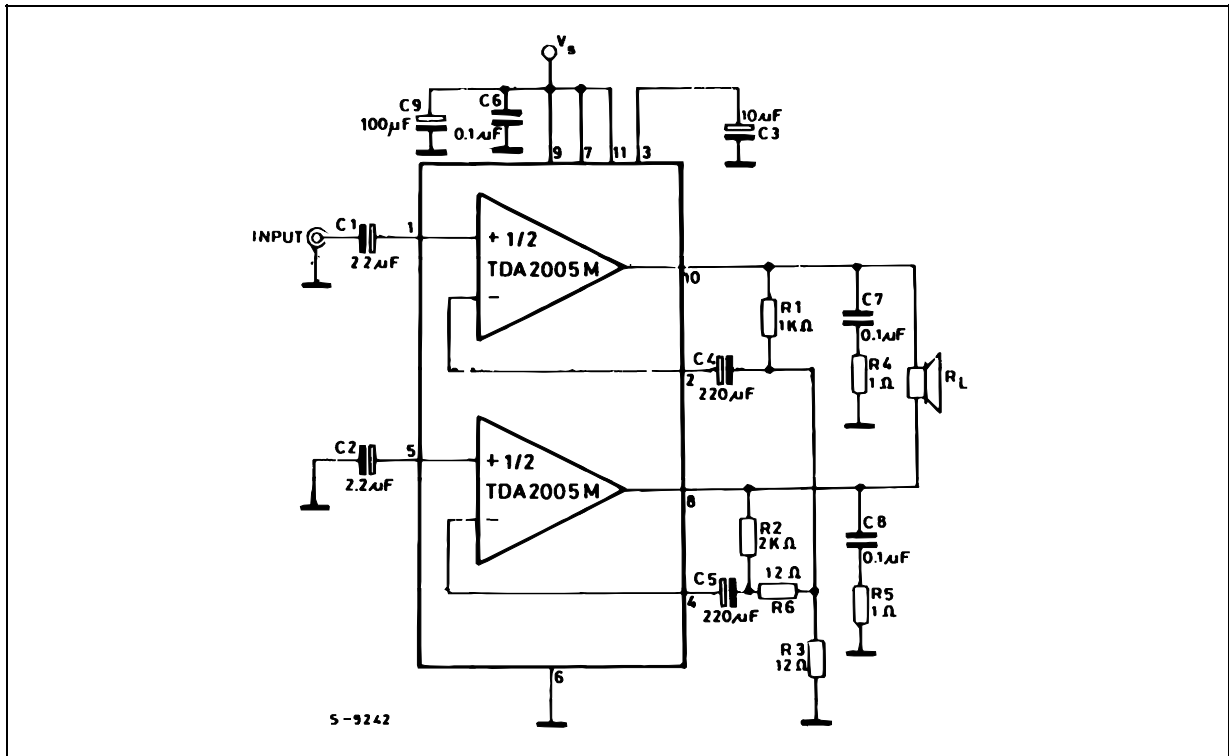 Vs
C9
100µF
C6
0.1µF
10µF
C3
9
7
11
3
INPUT
C1
2.2µF
1
+ 1/2
TDA2005M
−
10
R1
1KΩ
C7
0.1µF
R4
1Ω
RL
C4
2
220µF
C2
2.2µF
5
+ 1/2
TDA2005M
−
8
R2
2KΩ
C8
0.1µF
C5
4
220µF
12Ω
R6
R5
1Ω
R3
12Ω
6
S-9242